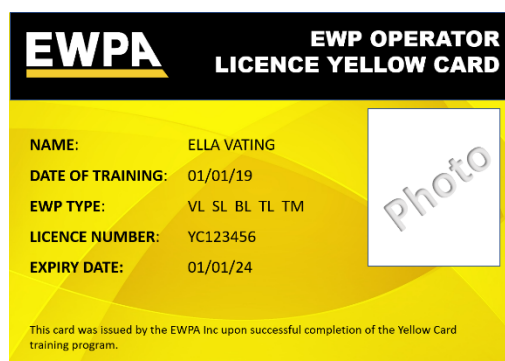 EWPA
EWP OPERATOR
LICENCE YELLOW CARD
NAME: ELLA VATING
DATE OF TRAINING: 01/01/19
EWP TYPE: VL SL BL TL TM
LICENCE NUMBER: YC123456
EXPIRY DATE: 01/01/24
Photo
This card was issued by the EWPA Inc upon successful completion of the Yellow Card
training program.